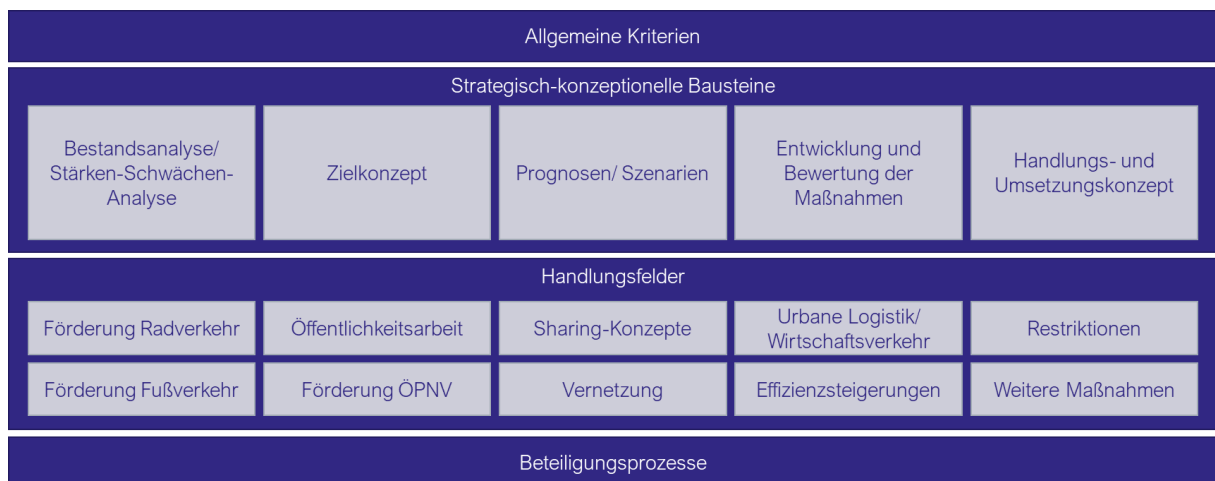 Allgemeine Kriterien
Strategisch-konzeptionelle Bausteine
Bestandsanalyse/
Stärken-Schwächen-
Analyse
Zielkonzept
Prognosen/ Szenarien
Entwicklung und
Bewertung der
Maßnahmen
Handlungs- und
Umsetzungskonzept
Handlungsfelder
Förderung Radverkehr
Öffentlichkeitsarbeit
Sharing-Konzepte
Urbane Logistik/
Wirtschaftsverkehr
Restriktionen
Förderung Fußverkehr
Förderung ÖPNV
Vernetzung
Effizienzsteigerungen
Weitere Maßnahmen
Beteiligungsprozesse